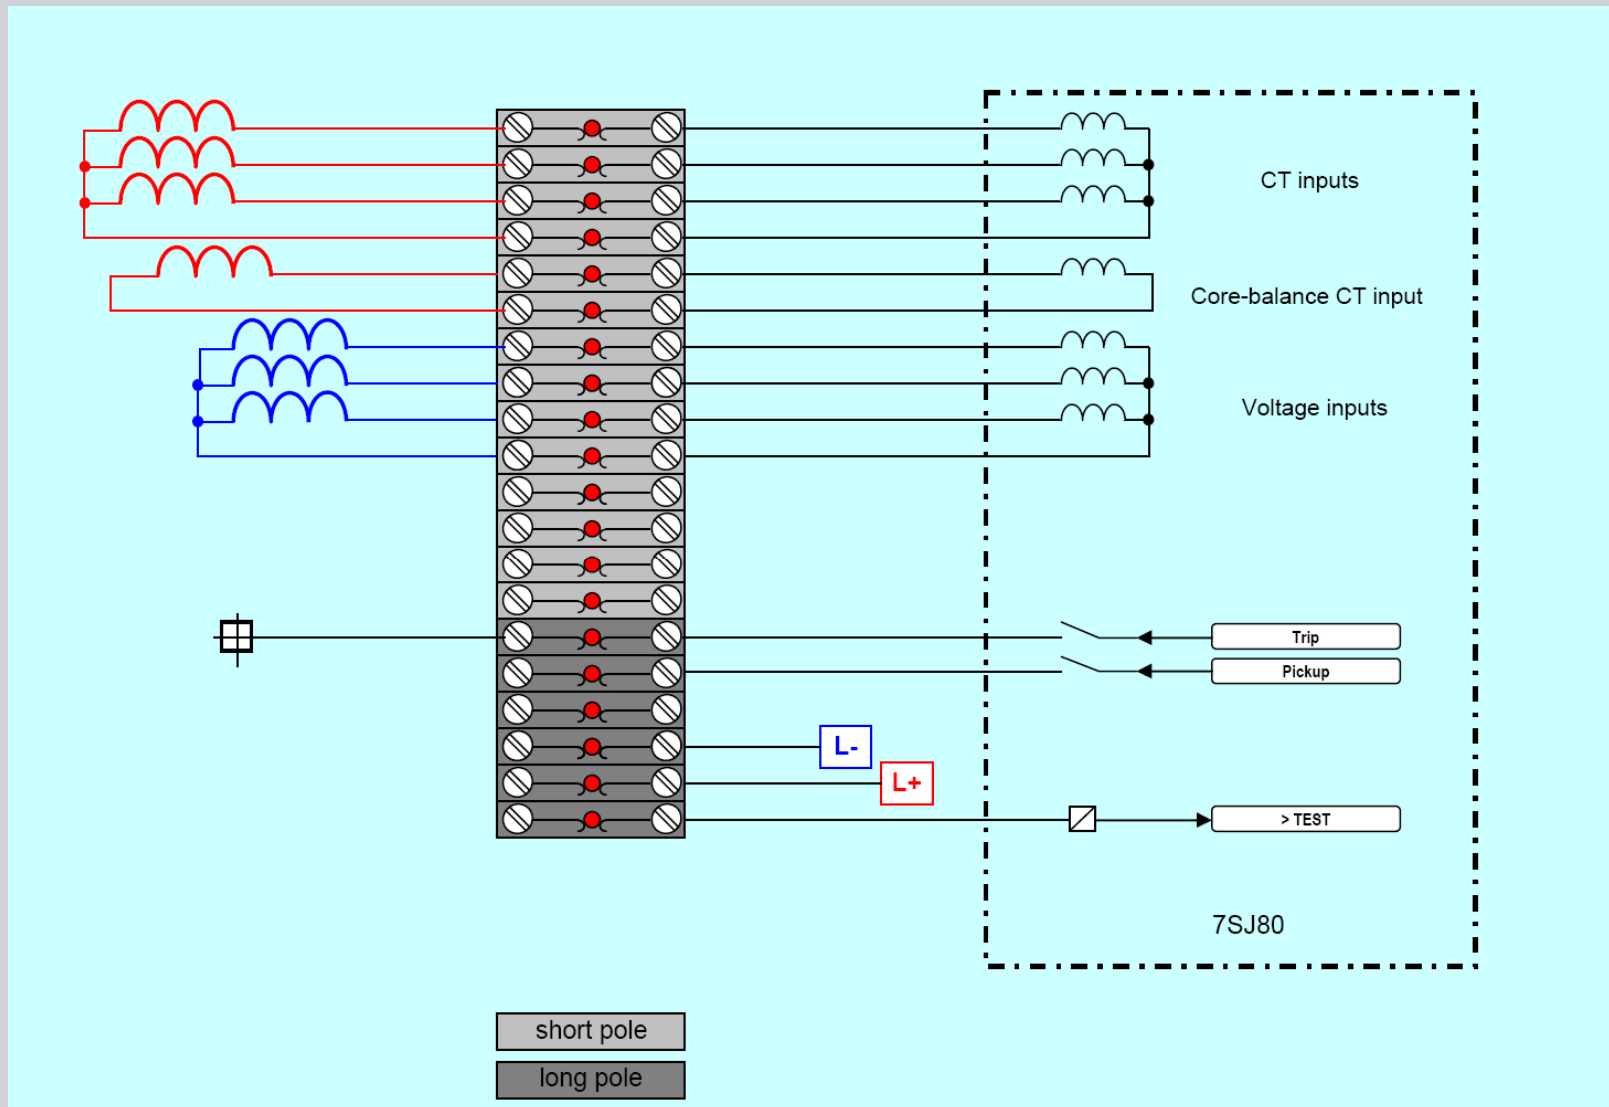 CT inputs
Core-balance CT input
Voltage inputs
Trip
Pickup
L-
L+
> TEST
7SJ80
short pole
long pole